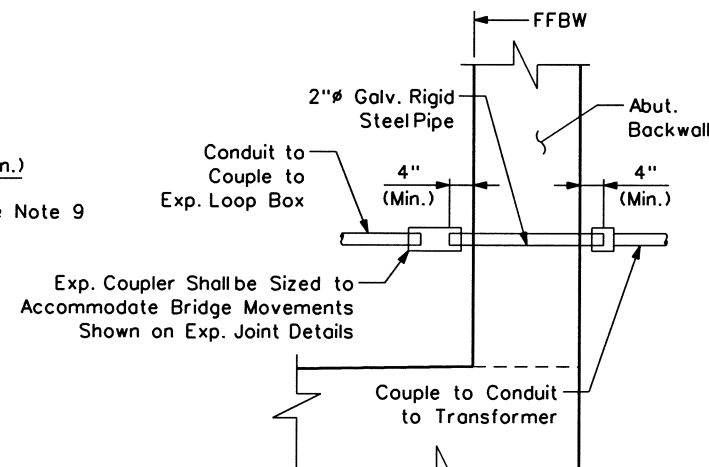 FFBW
2"ø Galv. Rigid
Steel Pipe
Abut.
Backwall
n.)
Note 9
Conduit to
Couple to
Exp. Loop Box
4"
(Min.)
4"
(Min.)
Exp. Coupler Shall be Sized to
Accommodate Bridge Movements
Shown on Exp. Joint Details
Couple to Conduit
to Transformer